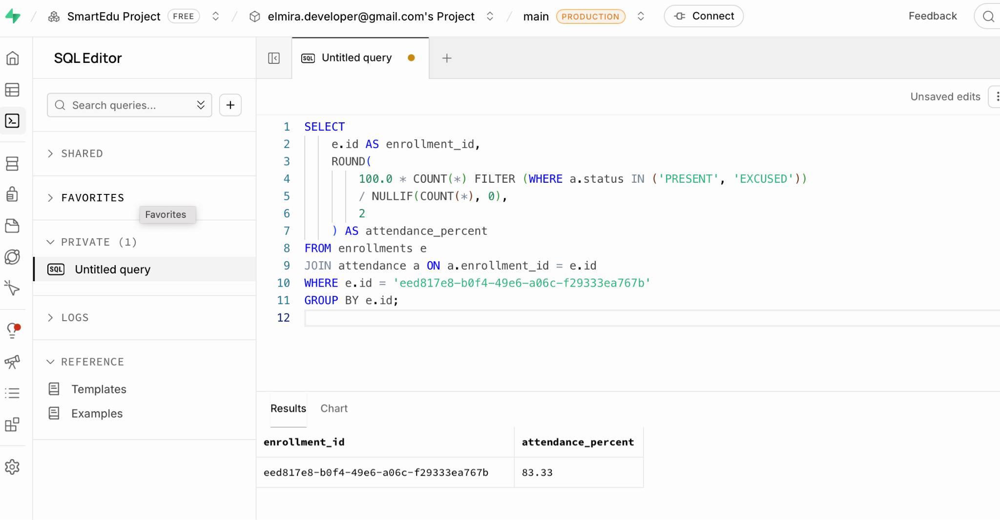 SmartEdu Project FREE elmira.developer@gmail.com's Project main PRODUCTION Connect Feedback
SQL Editor
Search queries...
SHARED
FAVORITES
Favorites
PRIVATE (1)
SQL Untitled query
LOGS
REFERENCE
Templates
Examples
SQL Untitled query
Unsaved edits
1 SELECT
2 e.id AS enrollment_id,
3 ROUND(
4 100.0 * COUNT(*) FILTER (WHERE a.status IN ('PRESENT', 'EXCUSED'))
5 / NULLIF(COUNT(*), 0),
6 2
7 ) AS attendance_percent
8 FROM enrollments e
9 JOIN attendance a ON a.enrollment_id = e.id
10 WHERE e.id = 'eed817e8-b0f4-49e6-a06c-f29333ea767b'
11 GROUP BY e.id;
12
Results Chart
enrollment_id attendance_percent
eed817e8-b0f4-49e6-a06c-f29333ea767b 83.33